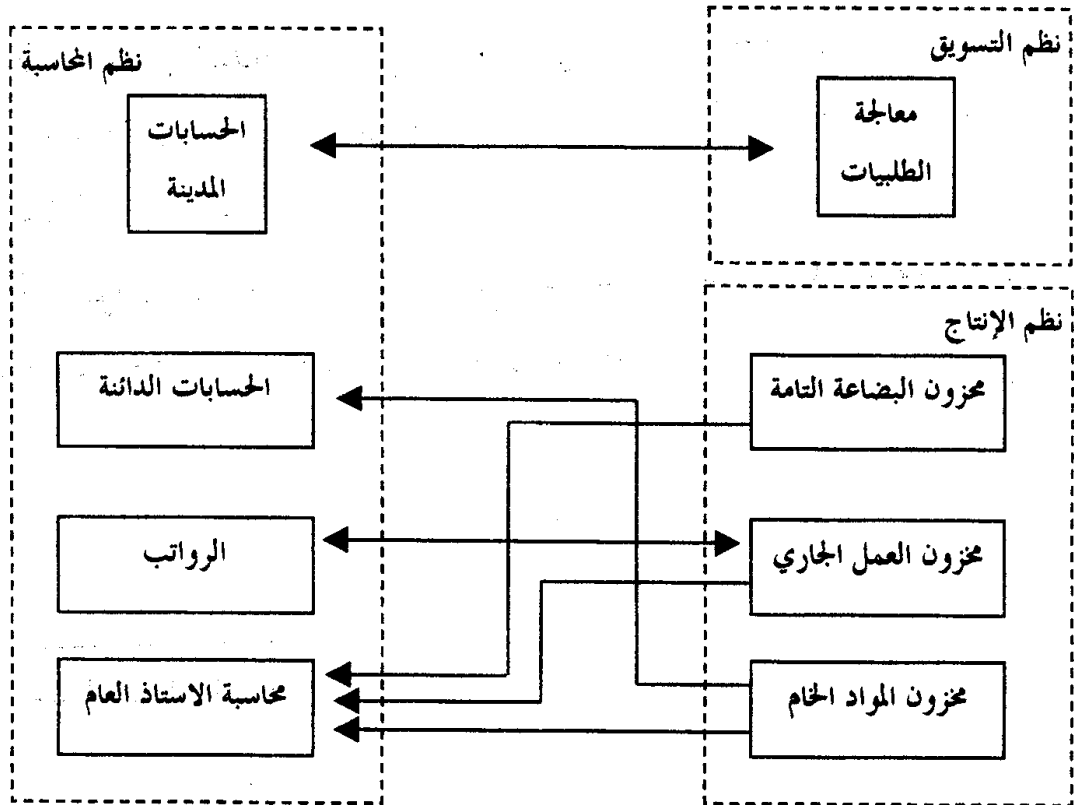 نظم التسويق
معالجة
الطلبيات
نظم المحاسبة
الحسابات
المدينة
نظم الإنتاج
مخزون البضاعة التامة
الحسابات الدائنة
مخزون العمل الجاري
الرواتب
مخزون المواد الخام
محاسبة الاستاذ العام